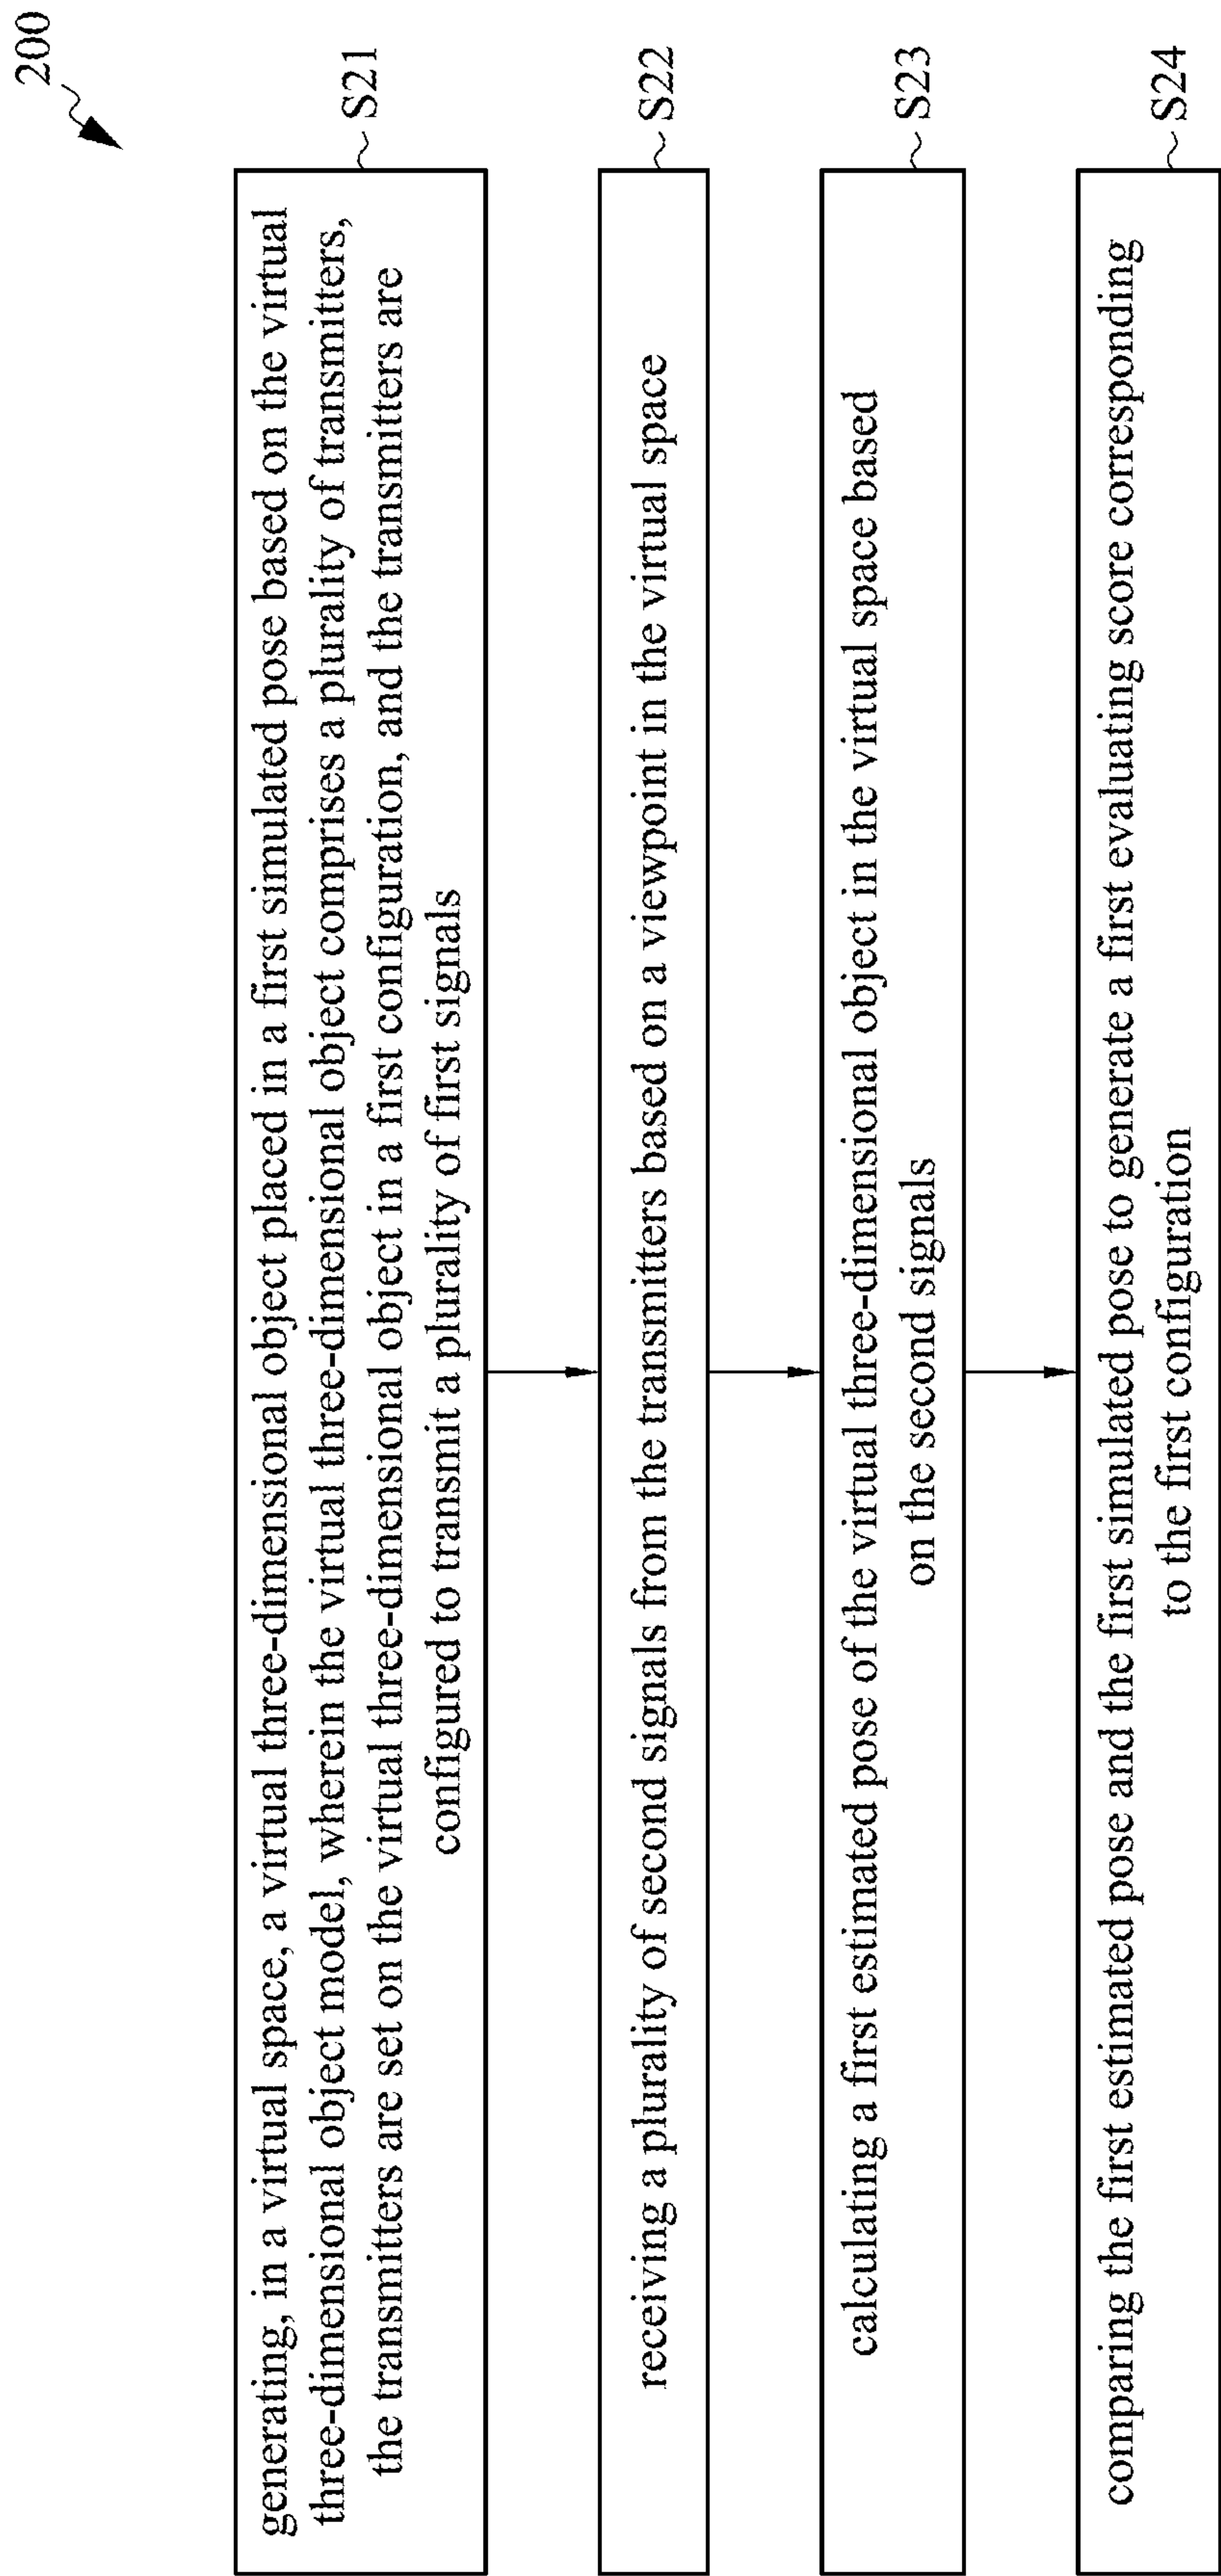 200
generating, in a virtual space, a virtual three-dimensional object placed in a first simulated pose based on the virtual
three-dimensional object model, wherein the virtual three-dimensional object comprises a plurality of transmitters,
the transmitters are set on the virtual three-dimensional object in a first configuration, and the transmitters are
configured to transmit a plurality of first signals
S21
receiving a plurality of second signals from the transmitters based on a viewpoint in the virtual space
S22
calculating a first estimated pose of the virtual three-dimensional object in the virtual space based
on the second signals
S23
comparing the first estimated pose and the first simulated pose to generate a first evaluating score corresponding
to the first configuration
S24